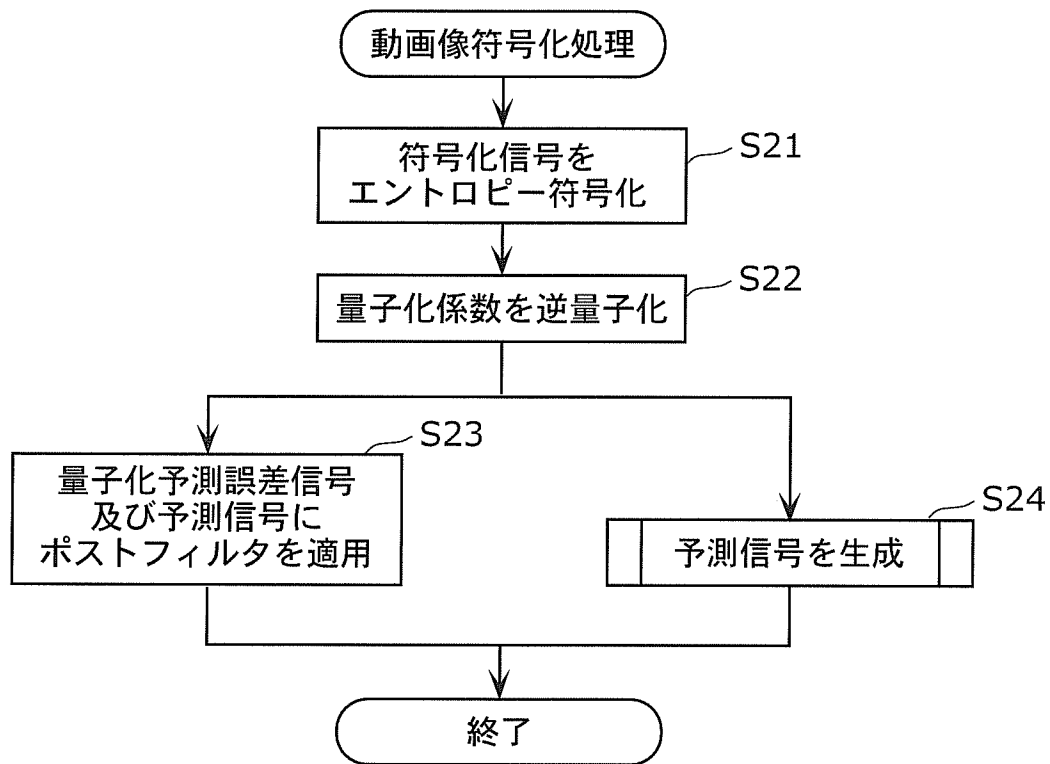 動画像符号化処理
符号化信号を
エントロピー符号化
S21
量子化係数を逆量子化
S22
量子化予測誤差信号
及び予測信号に
ポストフィルタを適用
S23
予測信号を生成
S24
終了